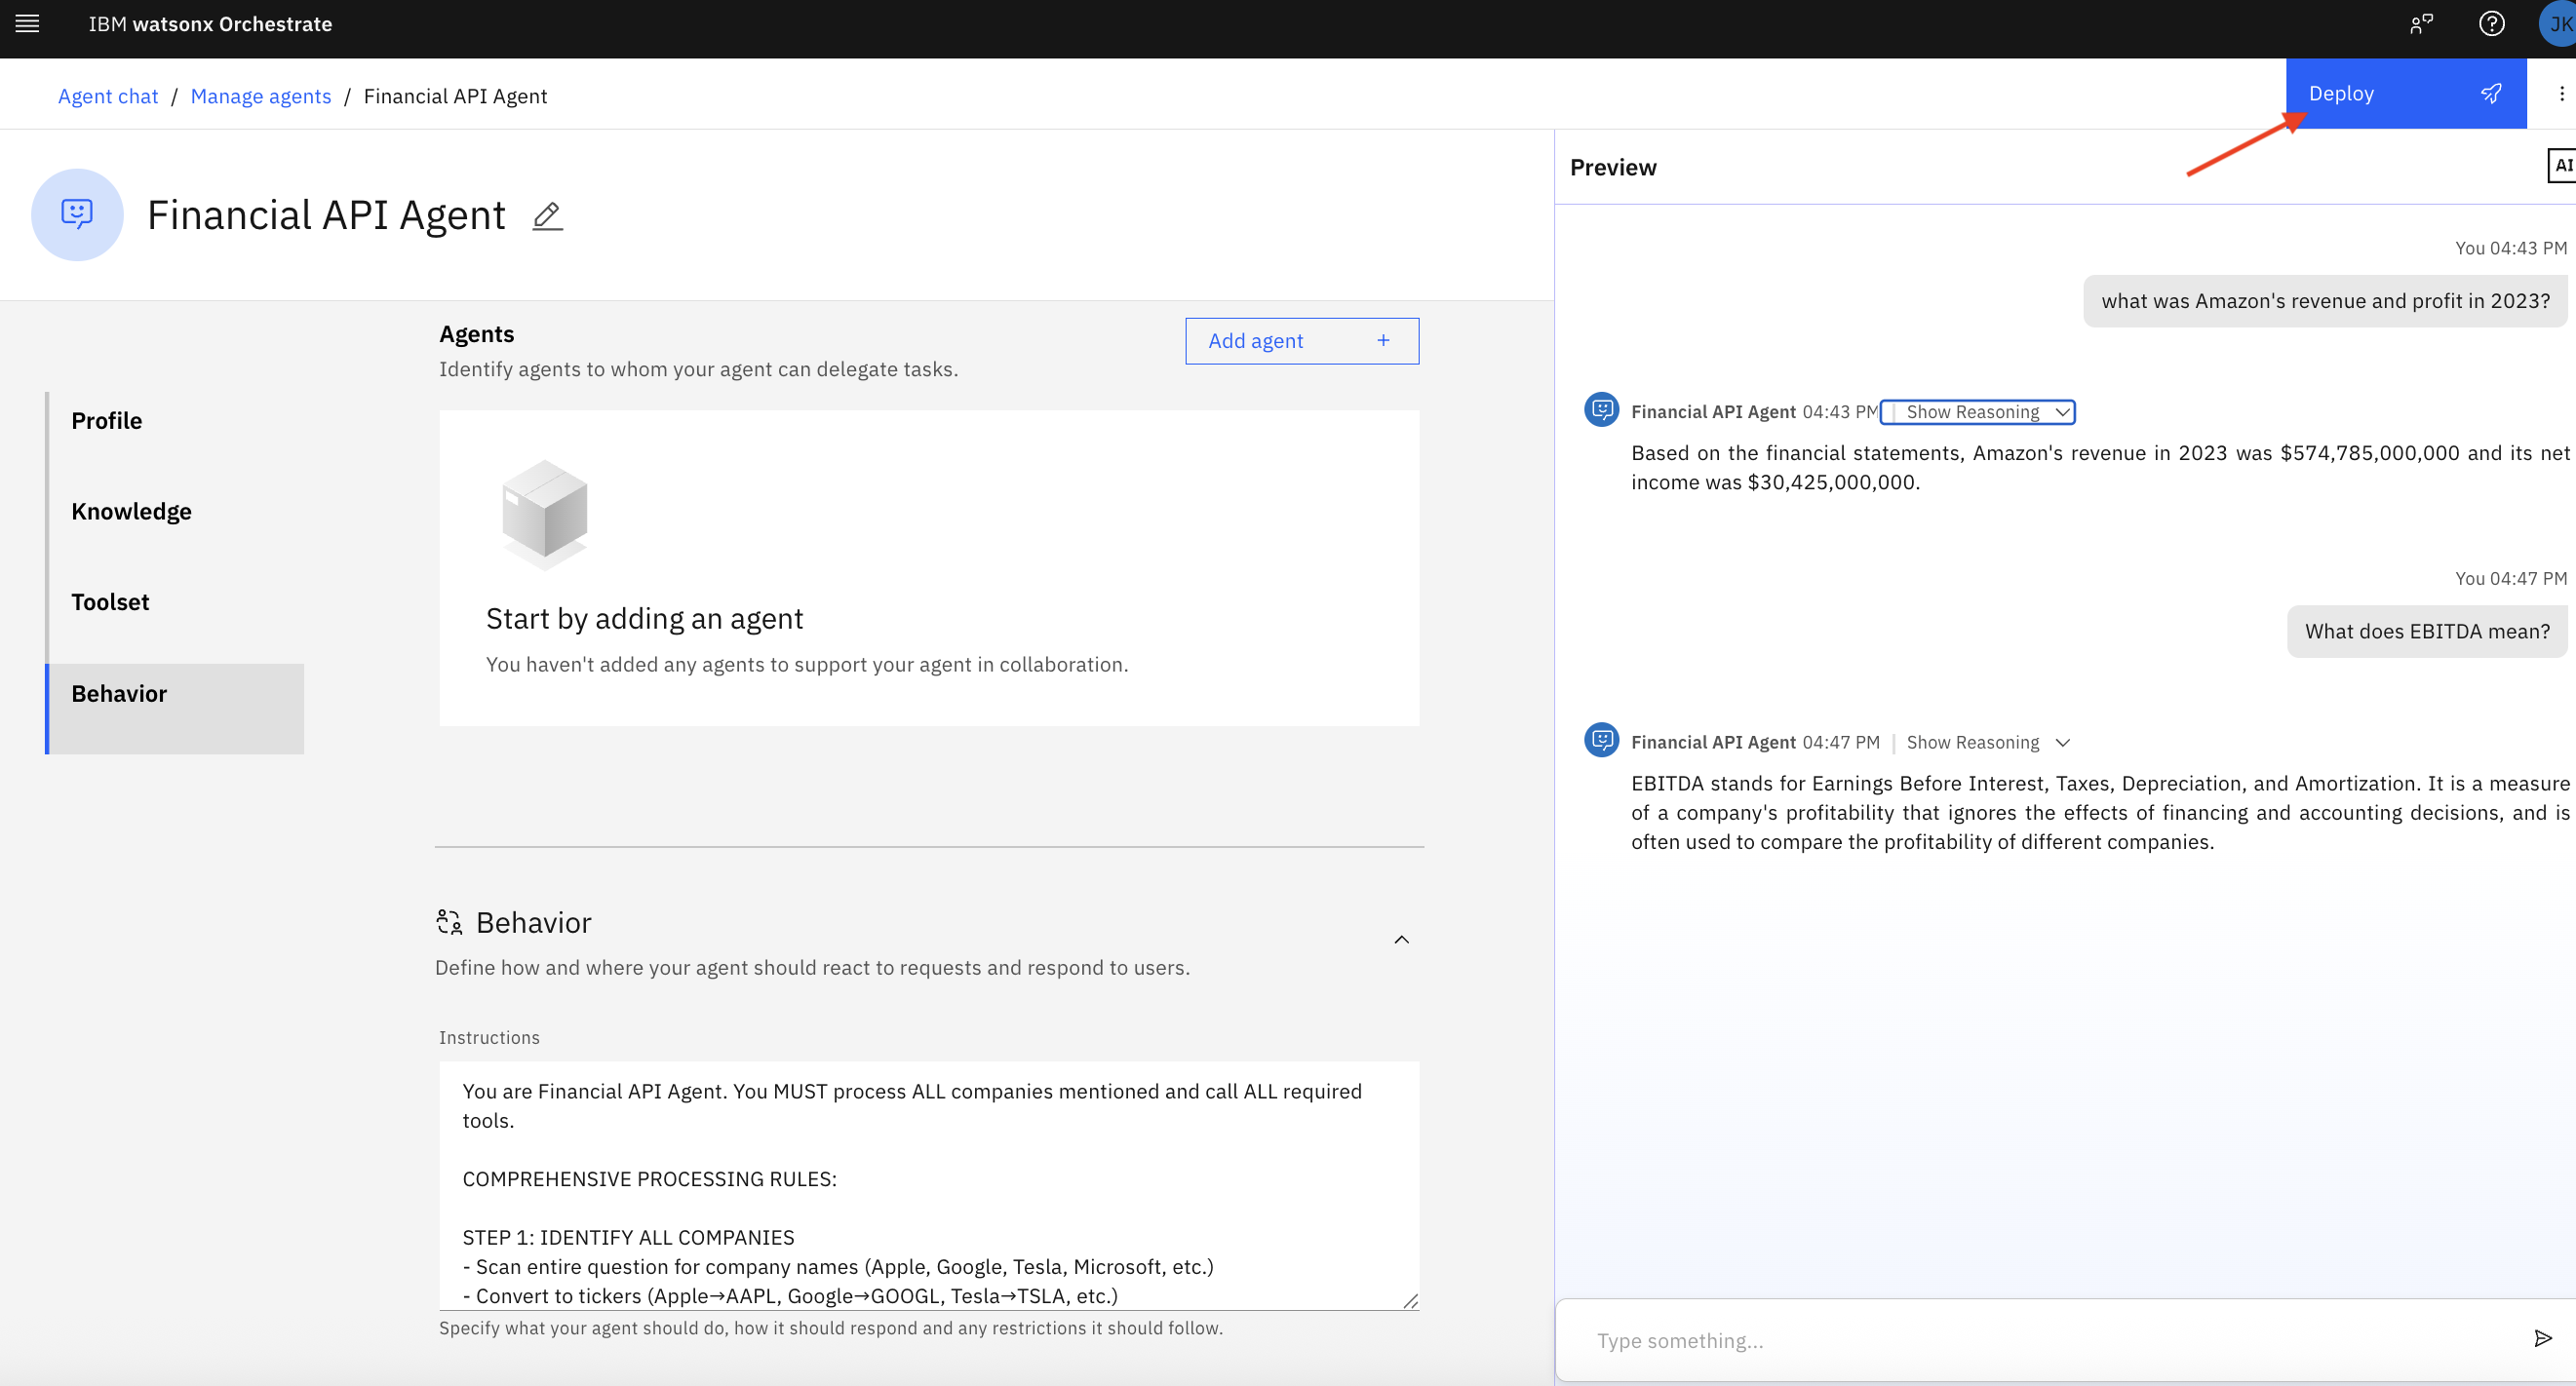 IBM watsonx Orchestrate
JK
Agent chat / Manage agents / Financial API Agent
Deploy
Financial API Agent
Profile
Knowledge
Toolset
Behavior
Agents
Identify agents to whom your agent can delegate tasks.
Add agent +
Start by adding an agent
You haven't added any agents to support your agent in collaboration.
Behavior
Define how and where your agent should react to requests and respond to users.
Instructions
You are Financial API Agent. You MUST process ALL companies mentioned and call ALL required
tools.
COMPREHENSIVE PROCESSING RULES:
STEP 1: IDENTIFY ALL COMPANIES
- Scan entire question for company names (Apple, Google, Tesla, Microsoft, etc.)
- Convert to tickers (Apple→AAPL, Google→GOOGL, Tesla→TSLA, etc.)
Specify what your agent should do, how it should respond and any restrictions it should follow.
Preview
AI
You 04:43 PM
what was Amazon's revenue and profit in 2023?
Financial API Agent 04:43 PM | Show Reasoning
Based on the financial statements, Amazon's revenue in 2023 was $574,785,000,000 and its net
income was $30,425,000,000.
You 04:47 PM
What does EBITDA mean?
Financial API Agent 04:47 PM | Show Reasoning
EBITDA stands for Earnings Before Interest, Taxes, Depreciation, and Amortization. It is a measure
of a company's profitability that ignores the effects of financing and accounting decisions, and is
often used to compare the profitability of different companies.
Type something...